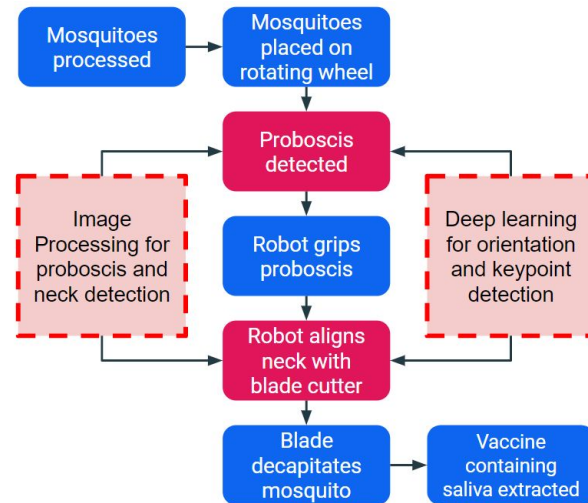 Mosquitoes
processed
Mosquitoes
placed on
rotating wheel
Proboscis
detected
Image
Processing for
proboscis and
neck detection
Deep learning
for orientation
and keypoint
detection
Robot grips
proboscis
Robot aligns
neck with
blade cutter
Blade
decapitates
mosquito
Vaccine
containing
saliva extracted